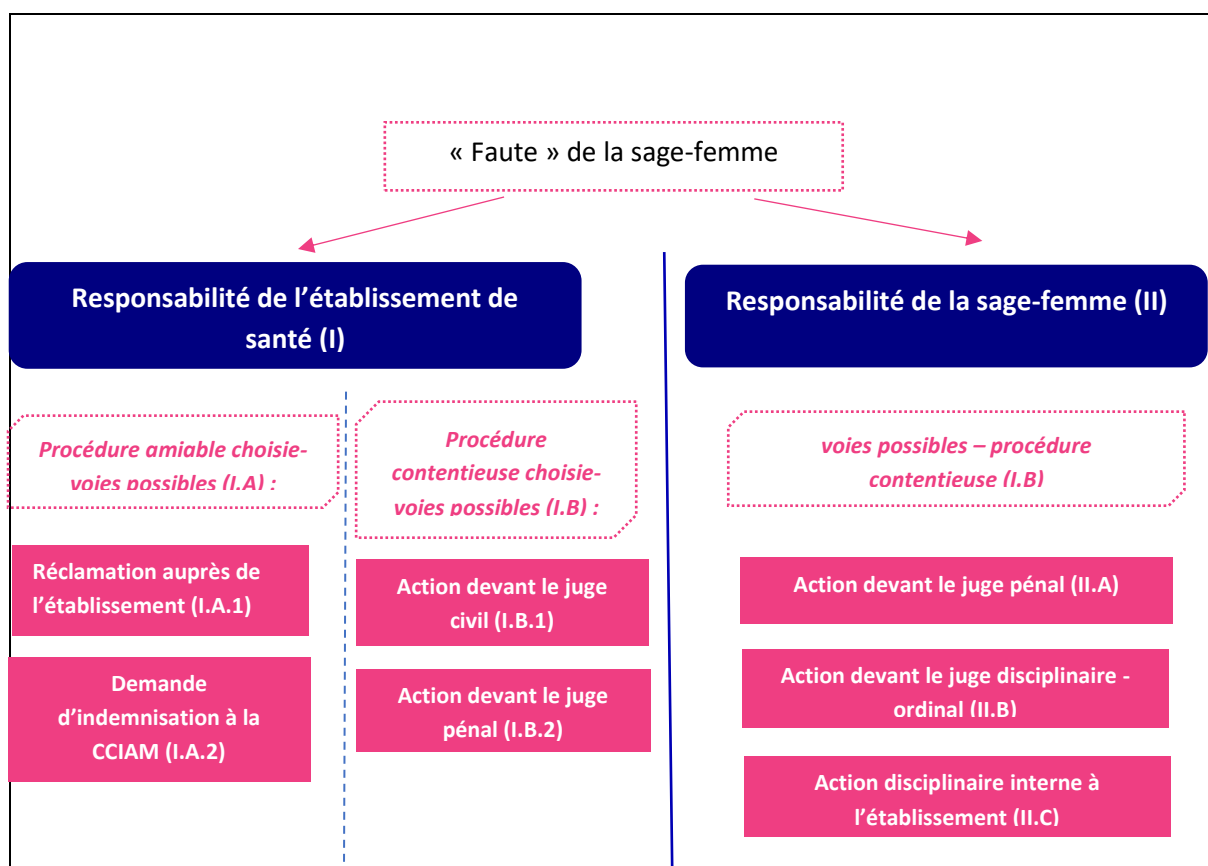 « Faute » de la sage-femme
Responsabilité de l'établissement de
santé (I)
Responsabilité de la sage-femme (II)
Procédure amiable choisie-
voies possibles (I.A) :
Procédure
contentieuse choisie-
voies possibles (I.B) :
voies possibles – procédure
contentieuse (I.B)
Réclamation auprès de
l'établissement (I.A.1)
Demande
d'indemnisation à la
CCIAM (I.A.2)
Action devant le juge
civil (I.B.1)
Action devant le juge
pénal (I.B.2)
Action devant le juge pénal (II.A)
Action devant le juge disciplinaire -
ordinal (II.B)
Action disciplinaire interne à
l'établissement (II.C)